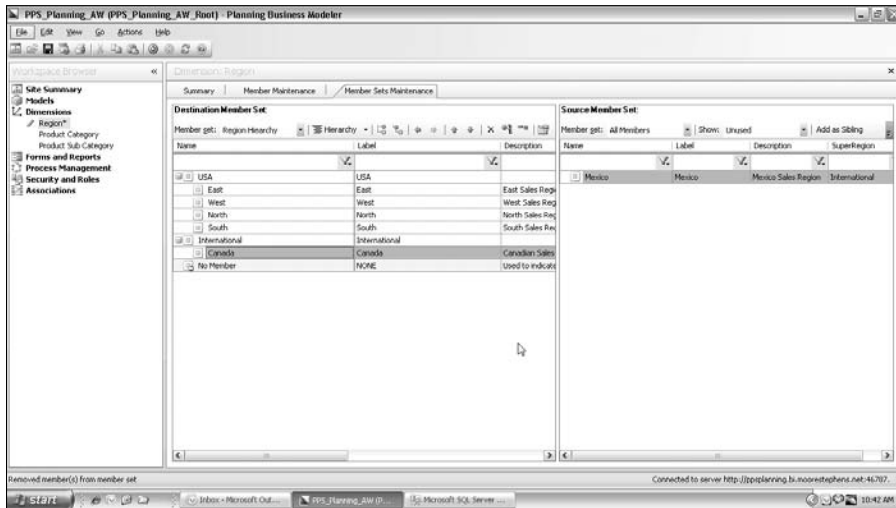 PPS_Planning_AW (PPS_Planning_AW_Root) - Planning Business Modeler
File Edit View Go Actions Help
Workspace Browser
Site Summary
Models
Dimensions
Region*
Product Category
Product Sub Category
Forms and Reports
Process Management
Security and Roles
Associations
Dimension: Region
Summary Member Maintenance Member Sets Maintenance
Destination Member Set:
Member set: Region Hierarchy Hierarchy
Name Label Description
USA USA
East East East Sales Regi
West West West Sales Reg
North North North Sales Reg
South South South Sales Reg
International International
Canada Canada Canadian Sales
No Member NONE Used to indicate
Source Member Set:
Member set: All Members Show: Unused Add as Sibling
Name Label Description SuperRegion
Mexico Mexico Mexico Sales Region International
Removed member(s) from member set
Connected to server http://ppsplanning.bi.moorestephens.net:46787.
start Inbox - Microsoft Out... PPS_Planning_AW (P... Microsoft SQL Server ... 10:42 AM